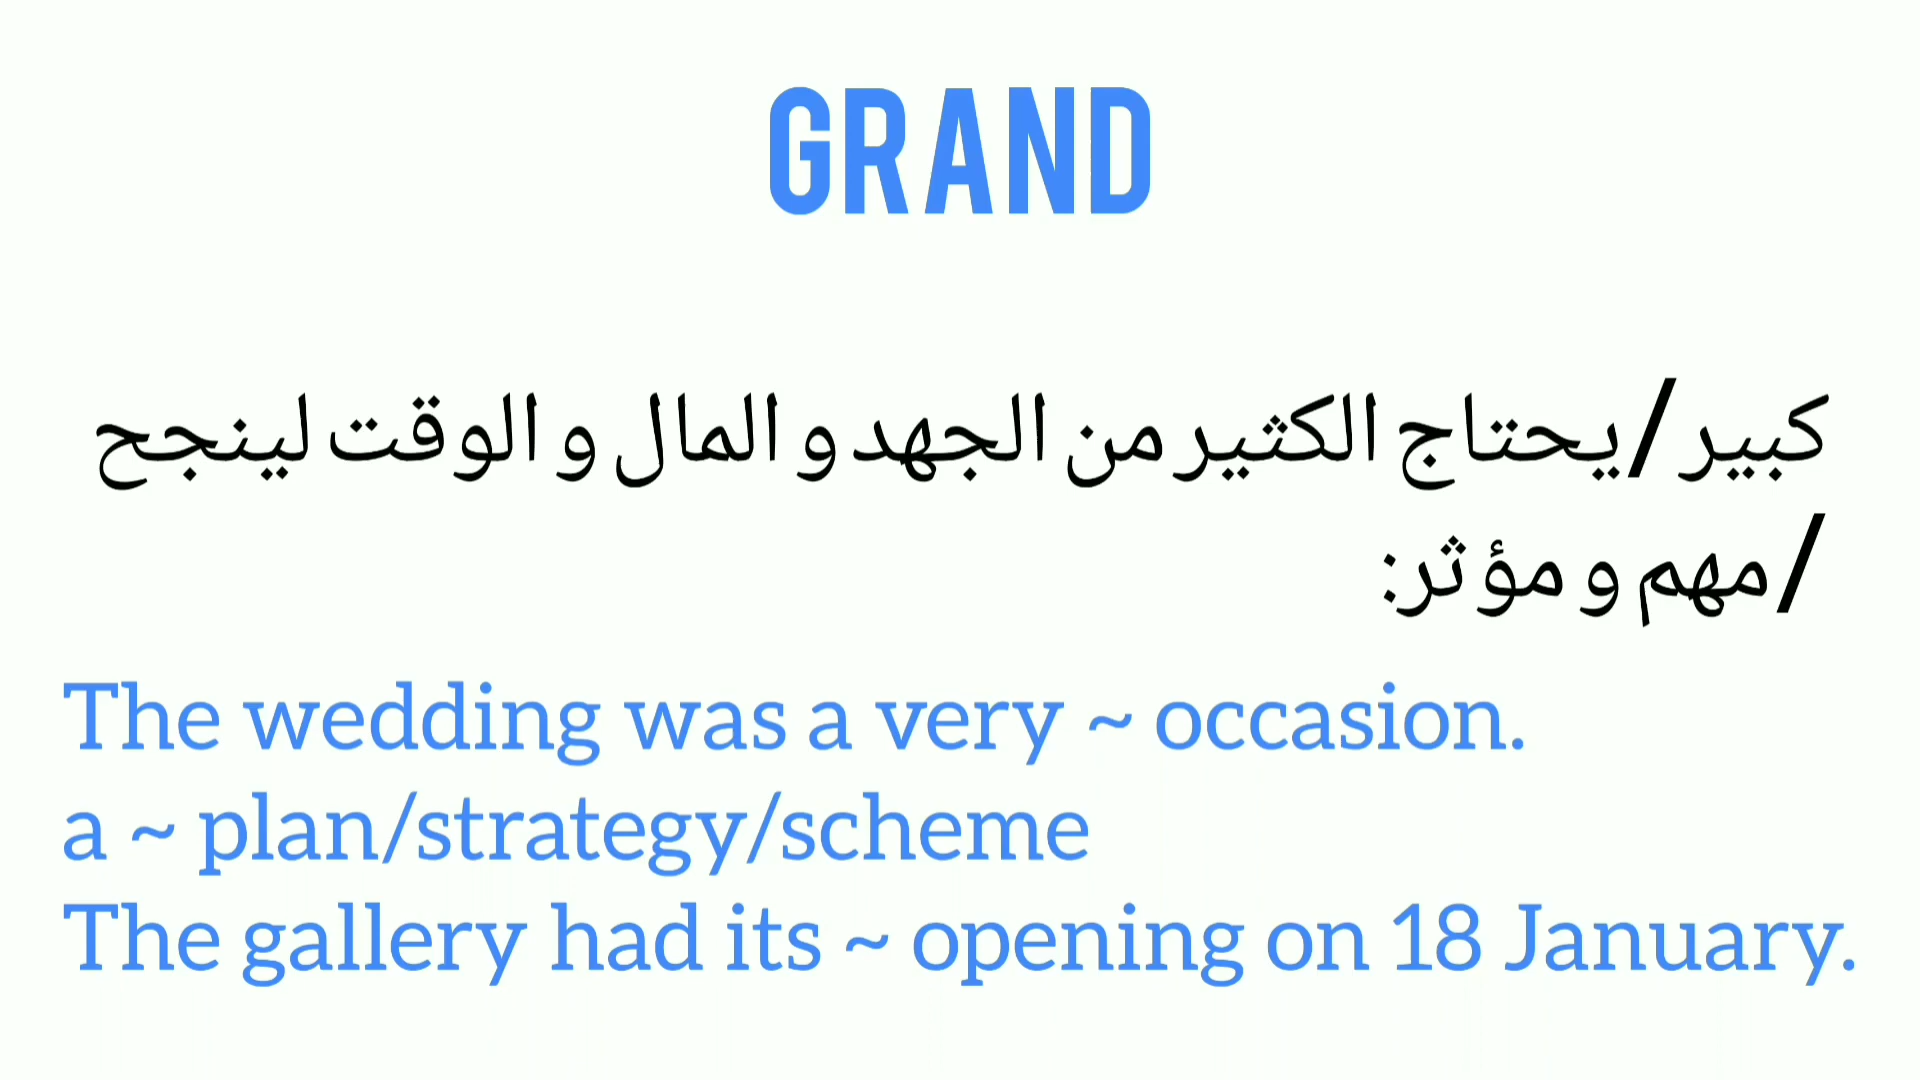 GRAND
كبير/يحتاج الكثير من الجهد و المال و الوقت لينجح
/مهم و مؤثر:
The wedding was a very ~ occasion.
a ~ plan/strategy/scheme
The gallery had its ~ opening on 18 January.